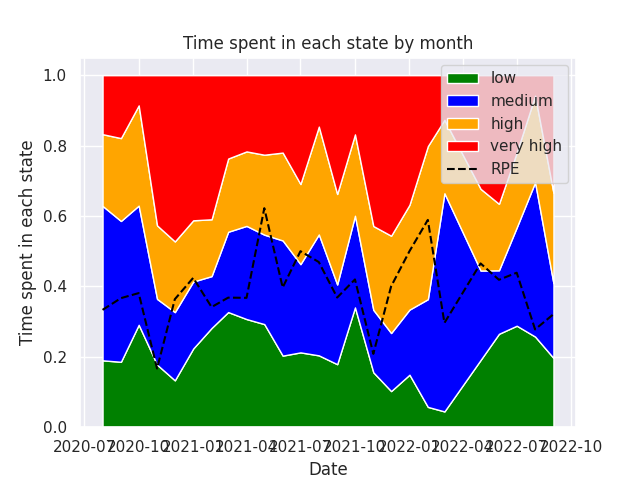 Time spent in each state by month
Time spent in each state
1.0
0.8
0.6
0.4
0.2
0.0
low
medium
high
very high
RPE
2020-07 2020-10 2021-01 2021-04 2021-07 2021-10 2022-01 2022-04 2022-07 2022-10
Date